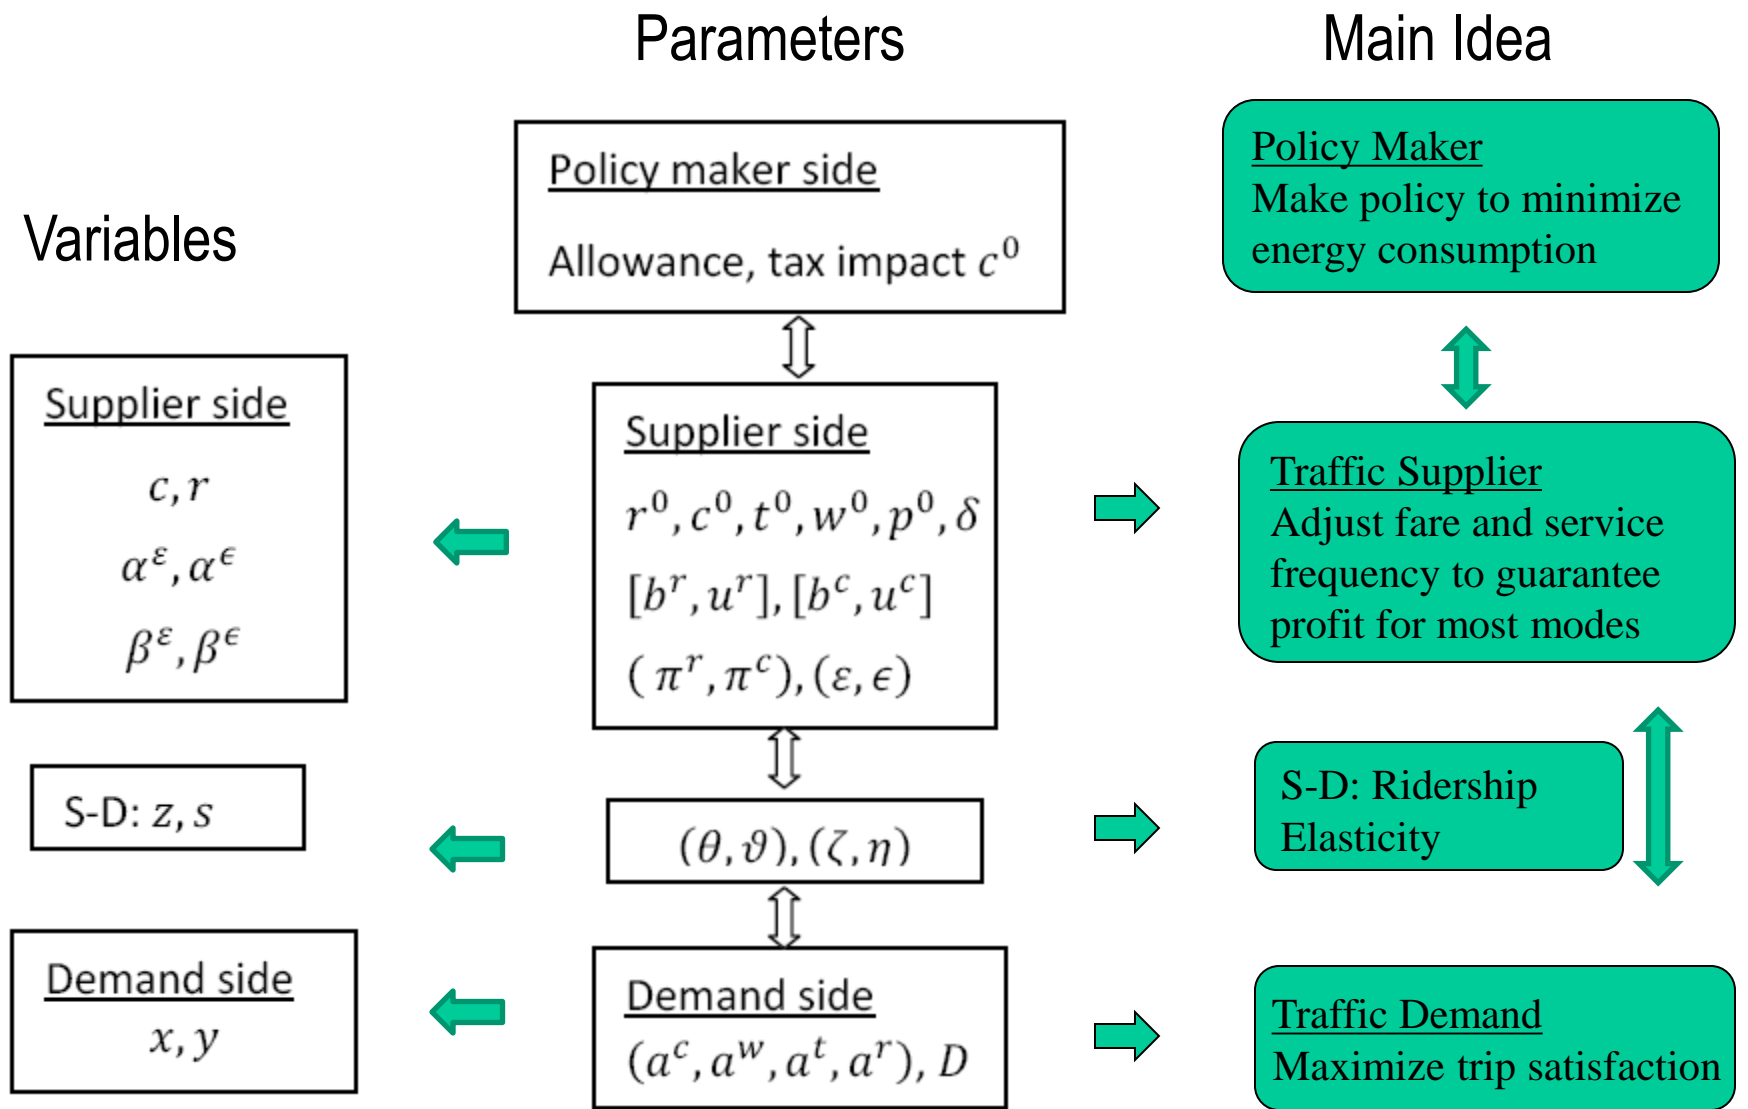 Parameters
Main Idea
Variables
Policy maker side
Allowance, tax impact c⁰
Policy Maker
Make policy to minimize
energy consumption
Supplier side
c, r
α^ε, α^ϵ
β^ε, β^ϵ
Supplier side
r⁰, c⁰, t⁰, w⁰, p⁰, δ
[b^r, u^r], [b^c, u^c]
(π^r, π^c), (ε, ϵ)
Traffic Supplier
Adjust fare and service
frequency to guarantee
profit for most modes
S-D: z, s
(θ, ϑ), (ζ, η)
S-D: Ridership
Elasticity
Demand side
x, y
Demand side
(a^c, a^w, a^t, a^r), D
Traffic Demand
Maximize trip satisfaction